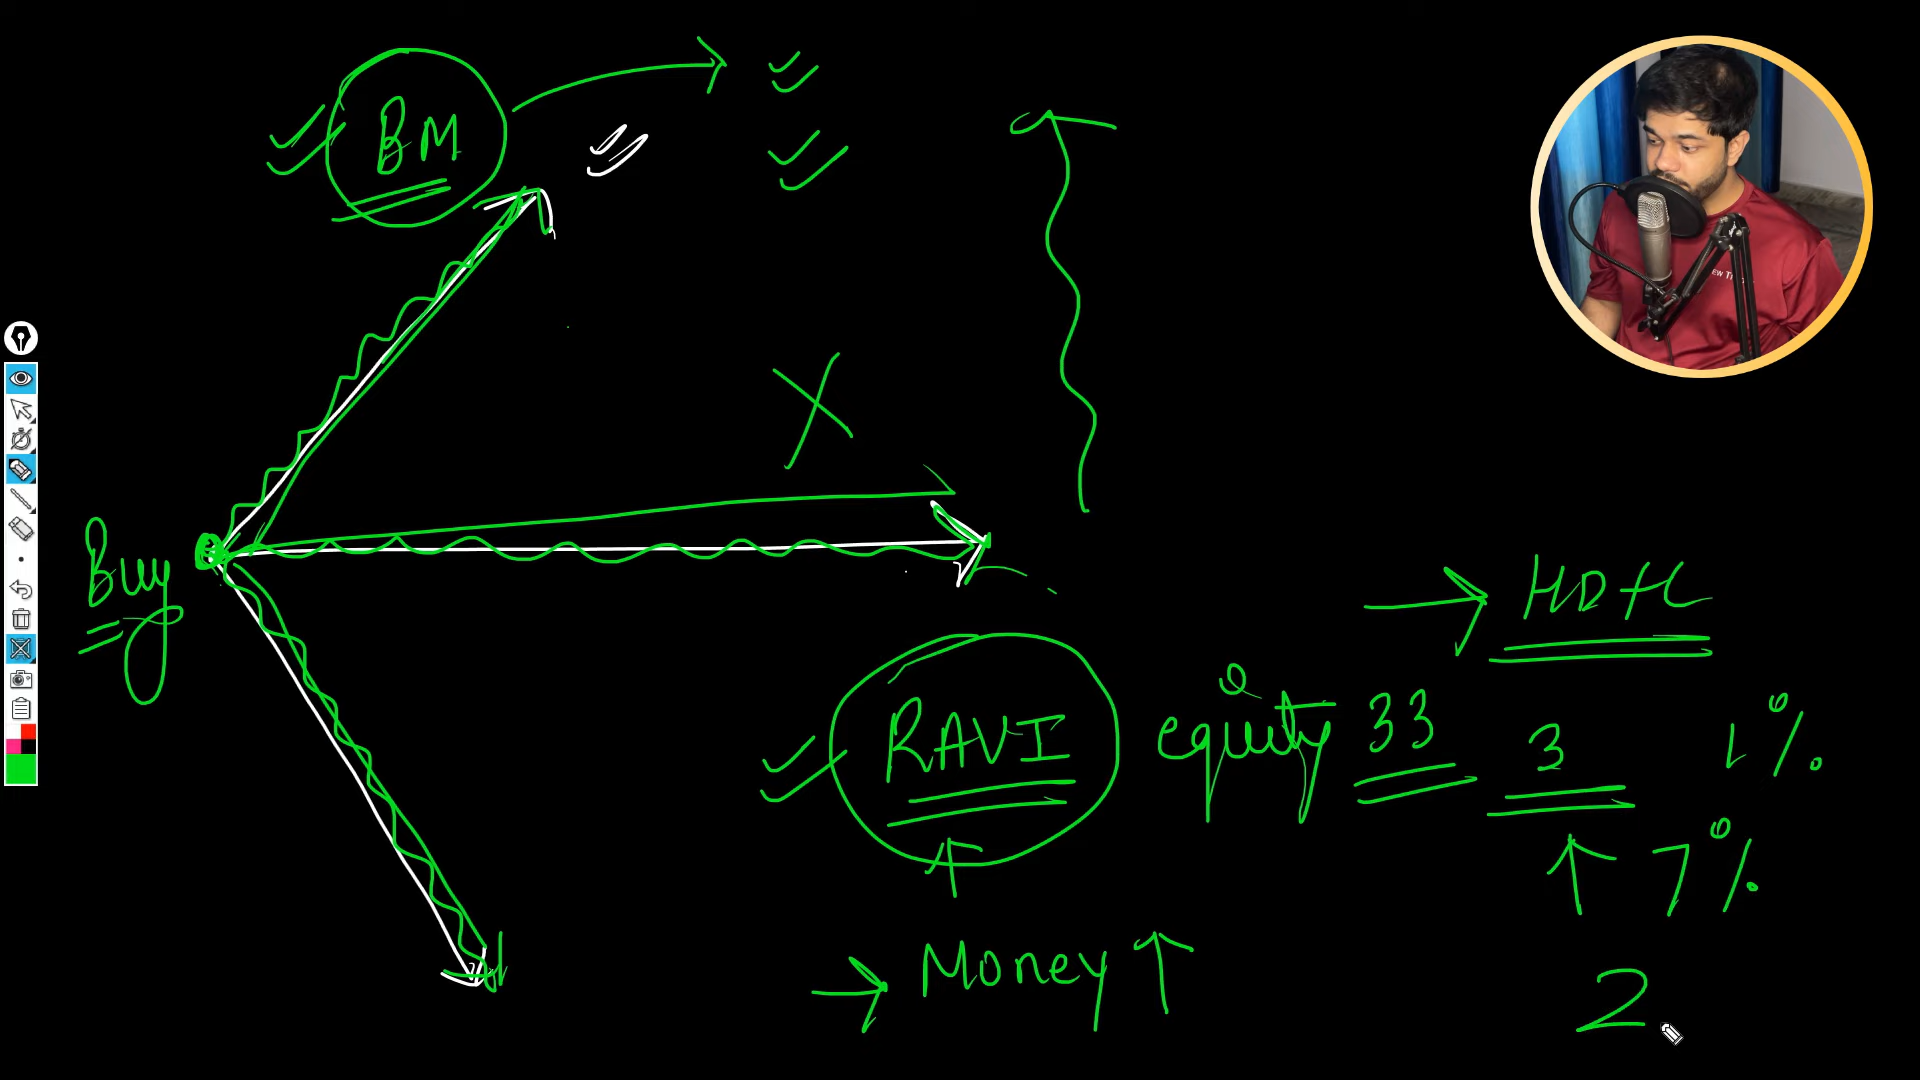 BM
Buy
HDFC
RAVI equity 33 3 1%
↑ 7%
→ Money ↑
2